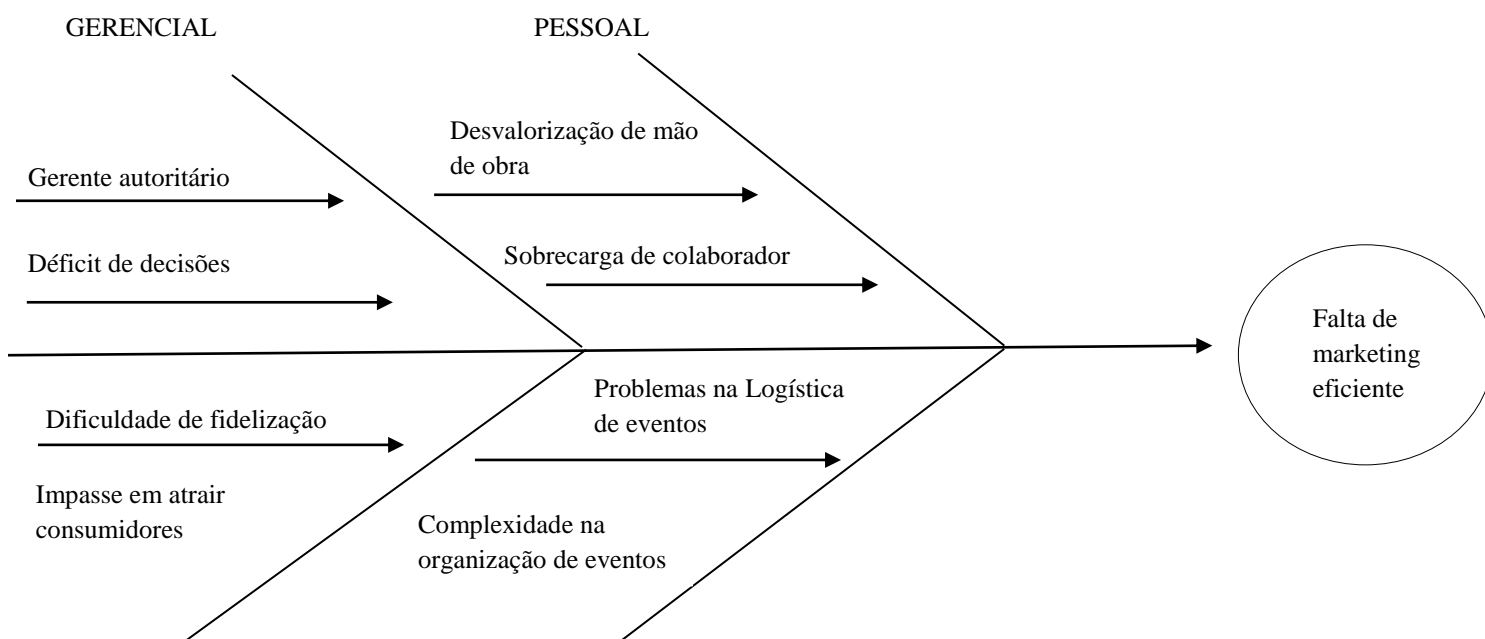 GERENCIAL
PESSOAL
Desvalorização de mão
de obra
Gerente autoritário
Sobrecarga de colaborador
Déficit de decisões
Falta de
marketing
eficiente
Problemas na Logística
de eventos
Dificuldade de fidelização
Impasse em atrair
consumidores
Complexidade na
organização de eventos